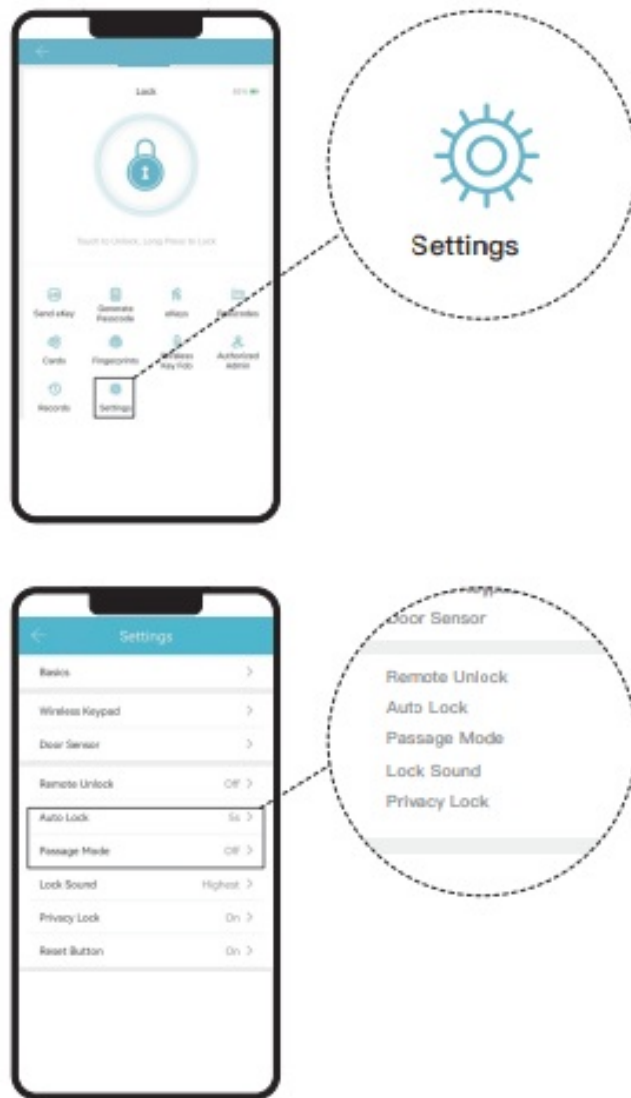 Lock
Touch to Unlock, Long Press to Lock
Send eKey
Generate Passcode
eKeys
Passcodes
Cards
Fingerprints
Wireless Key Fob
Authorized Admin
Records
Settings
Settings
Settings
Basics
Wireless Keypad
Door Sensor
Remote Unlock Off
Auto Lock 5s
Passage Mode Off
Lock Sound Highest
Privacy Lock On
Reset Button On
Door Sensor
Remote Unlock
Auto Lock
Passage Mode
Lock Sound
Privacy Lock